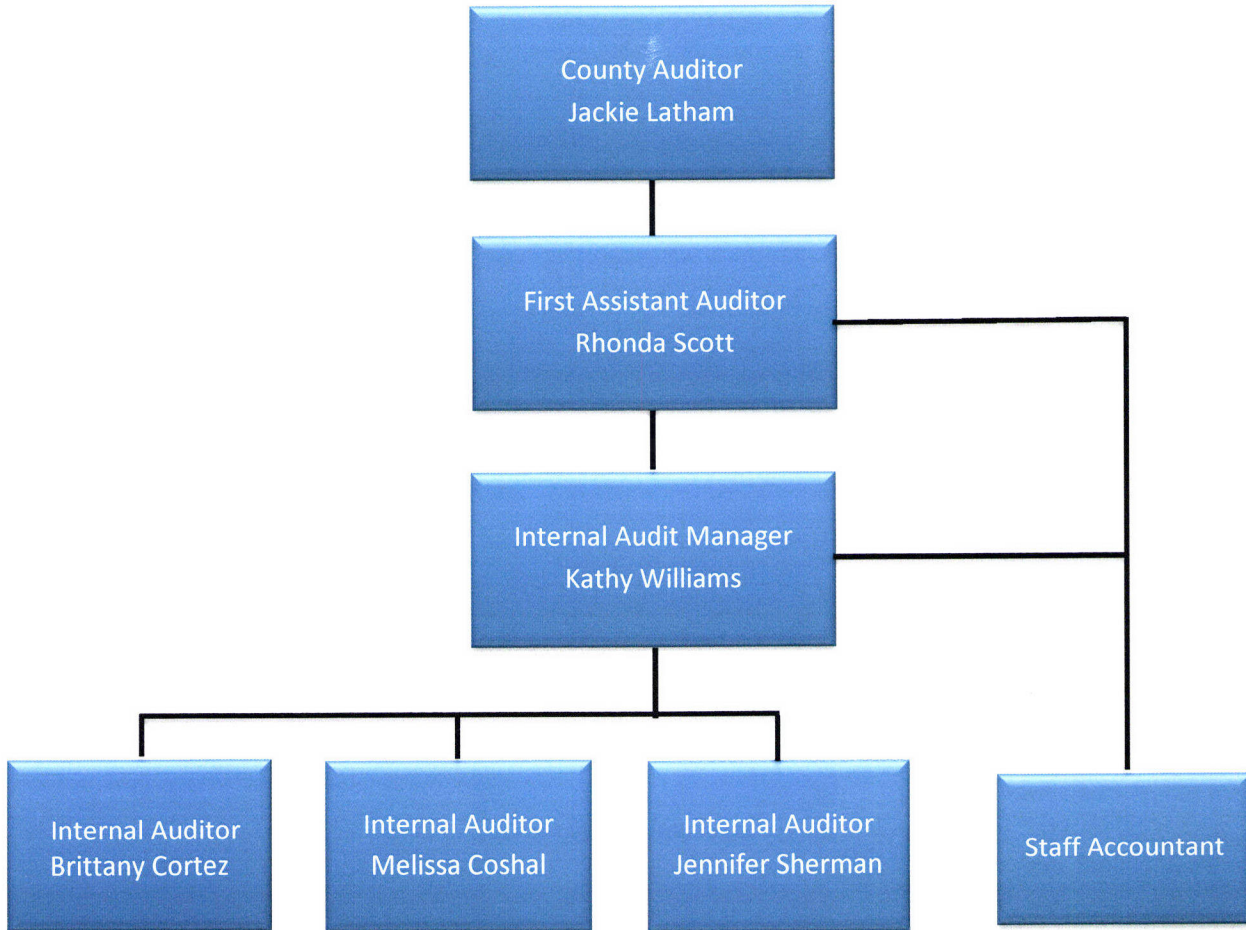 County Auditor
Jackie Latham
First Assistant Auditor
Rhonda Scott
Internal Audit Manager
Kathy Williams
Internal Auditor
Brittany Cortez
Internal Auditor
Melissa Coshal
Internal Auditor
Jennifer Sherman
Staff Accountant